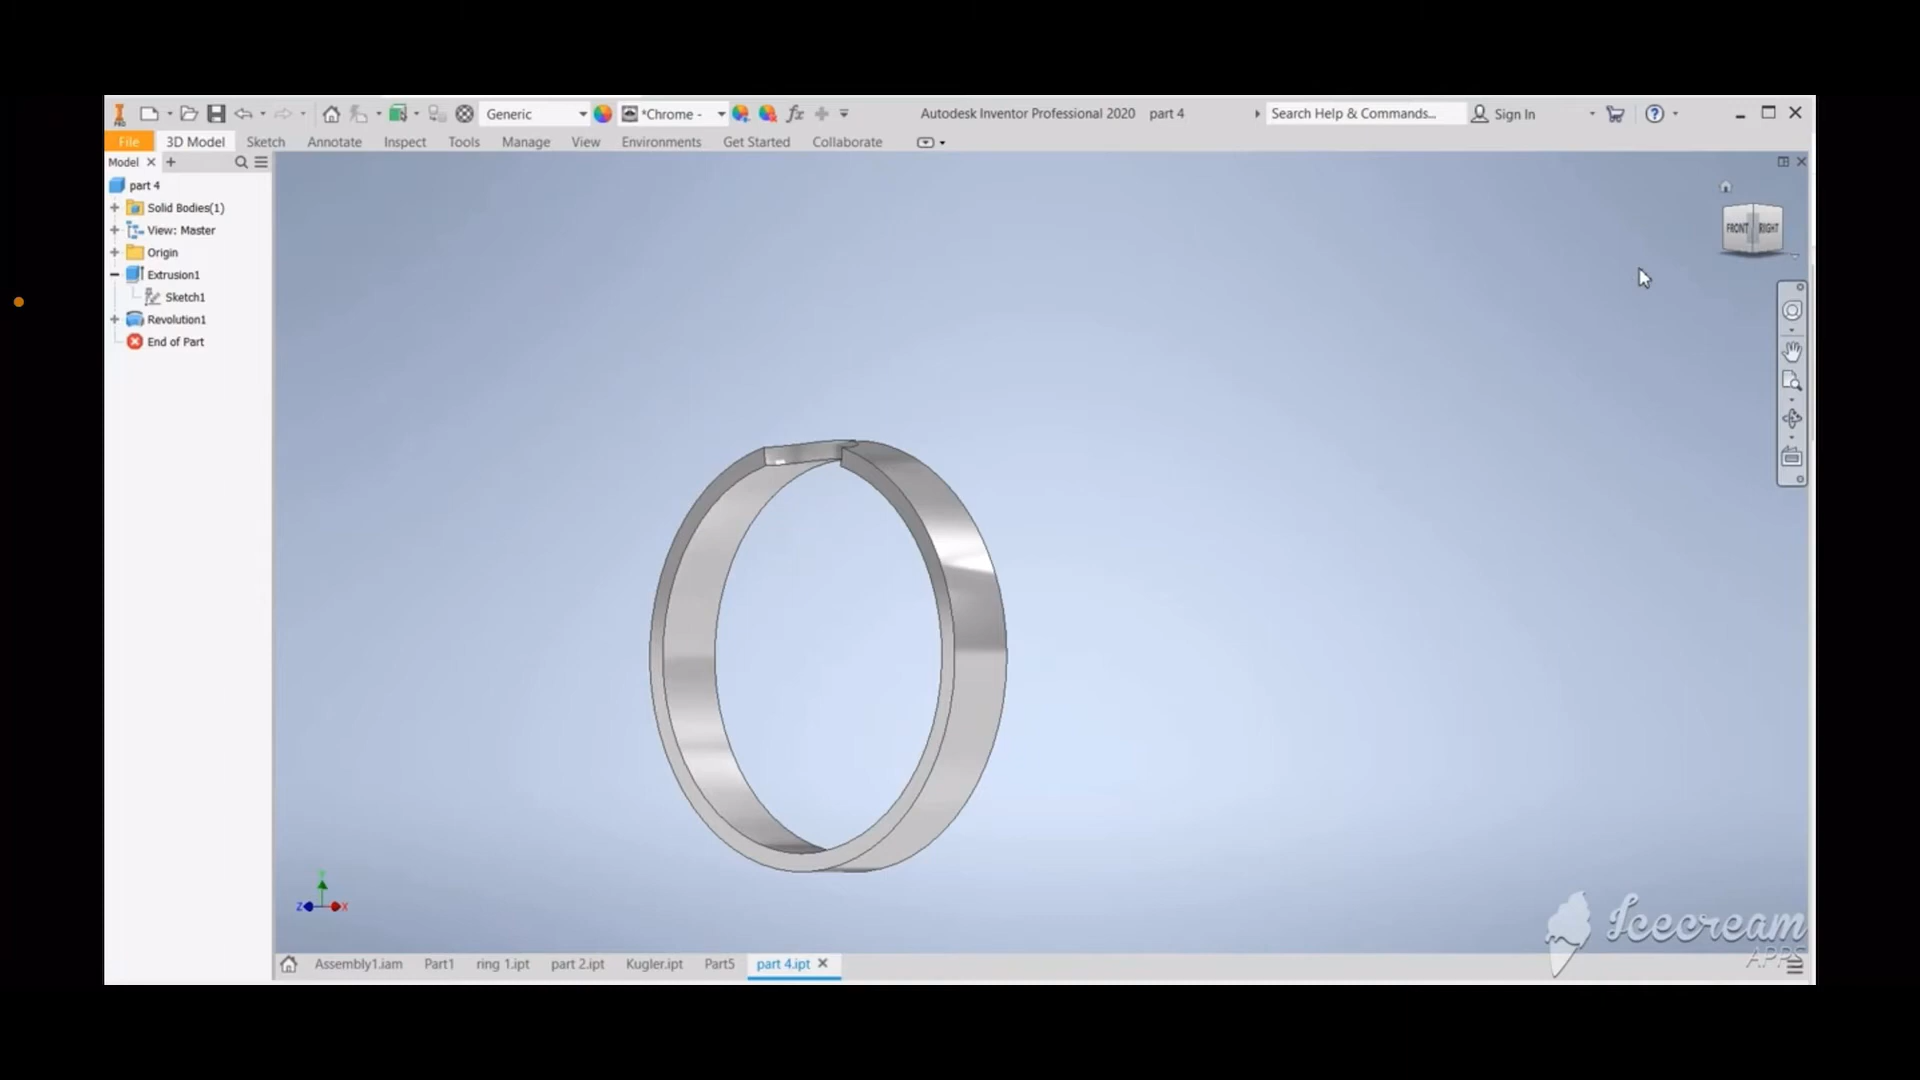 Generic
*Chrome -
fx
Autodesk Inventor Professional 2020 part 4
Search Help & Commands...
Sign In
PRO
File 3D Model Sketch Annotate Inspect Tools Manage View Environments Get Started Collaborate
Model
part 4
Solid Bodies(1)
View: Master
Origin
Extrusion1
Sketch1
Revolution1
End of Part
FRONT RIGHT
Y
Z X
Icecream
APPS
Assembly1.iam Part1 ring 1.ipt part 2.ipt Kugler.ipt Part5 part 4.ipt